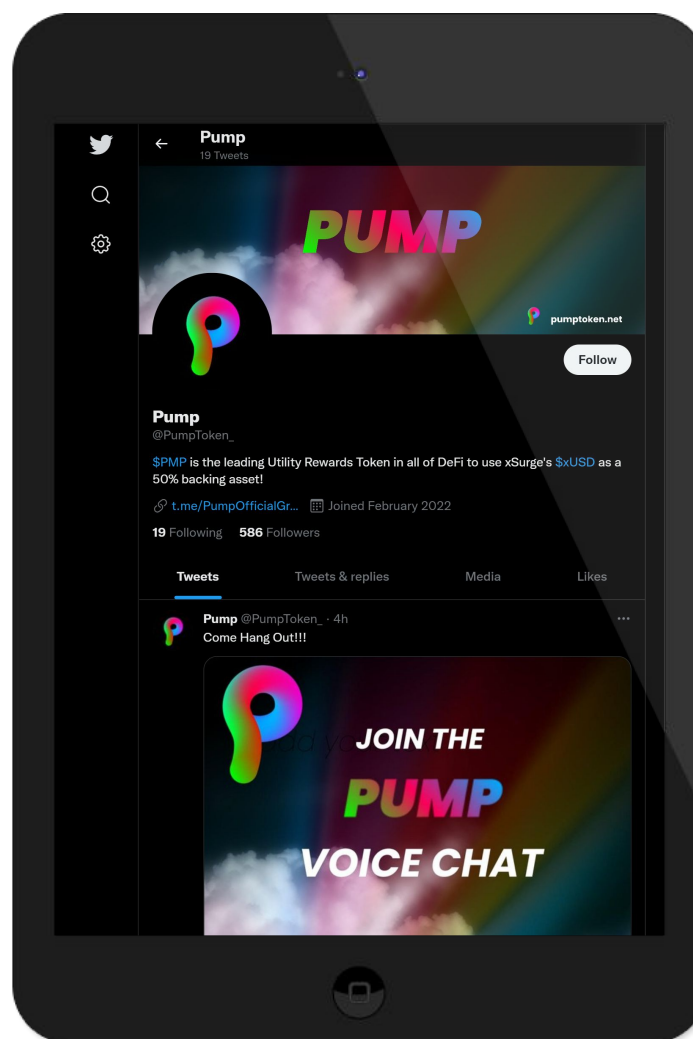 Pump
19 Tweets
PUMP
pumptoken.net
Follow
Pump
@PumpToken_
$PMP is the leading Utility Rewards Token in all of DeFi to use xSurge's $xUSD as a
50% backing asset!
t.me/PumpOfficialGr... Joined February 2022
19 Following 586 Followers
Tweets Tweets & replies Media Likes
Pump @PumpToken_ · 4h
Come Hang Out!!!
JOIN THE
PUMP
VOICE CHAT